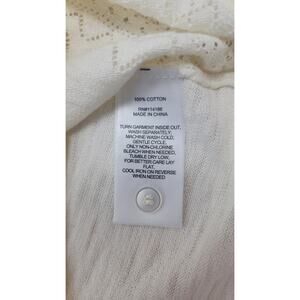 100% COTTON
RN#114186
MADE IN CHINA
TURN GARMENT INSIDE OUT,
WASH SEPARATELY,
MACHINE WASH COLD,
GENTLE CYCLE,
ONLY NON-CHLORINE
BLEACH WHEN NEEDED,
TUMBLE DRY LOW,
FOR BETTER CARE LAY
FLAT.
COOL IRON ON REVERSE
WHEN NEEDED